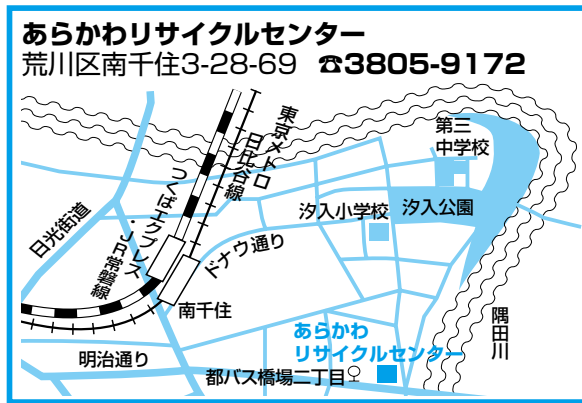 あらかわリサイクルセンター
荒川区南千住3-28-69 ☎3805-9172
東京メトロ
日比谷線
第三
中学校
つくばエクプレス
・JR常磐線
日光街道
汐入小学校
汐入公園
ドナウ通り
南千住
隅田川
明治通り
あらかわ
リサイクルセンター
都バス橋場二丁目